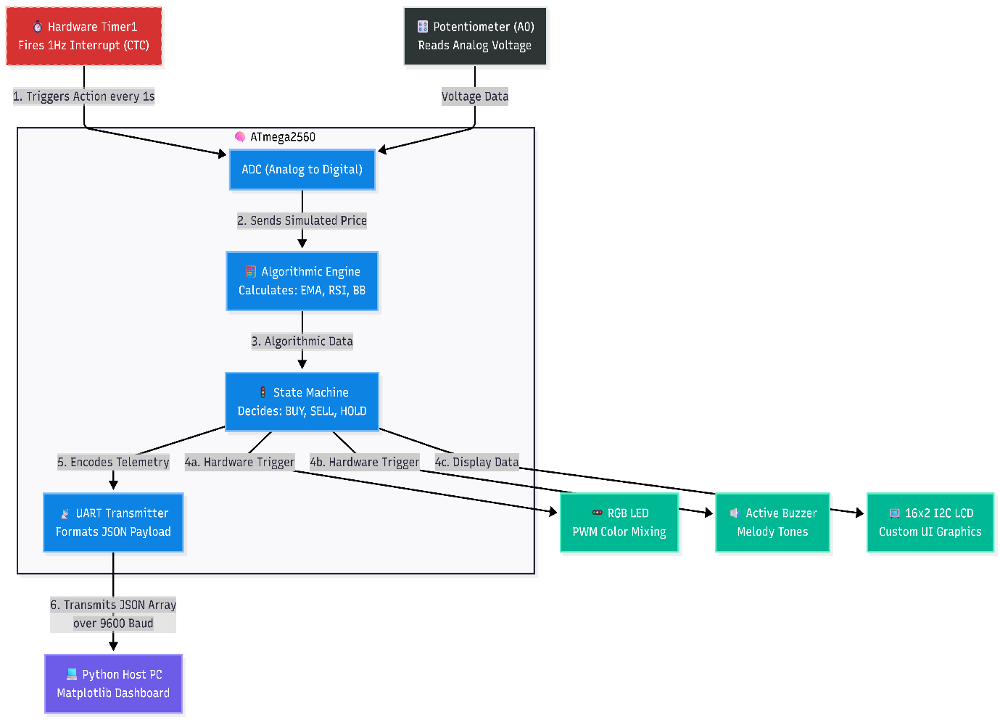 Hardware Timer1
Fires 1Hz Interrupt (CTC)
Potentiometer (A0)
Reads Analog Voltage
1. Triggers Action every 1s
Voltage Data
ATmega2560
ADC (Analog to Digital)
2. Sends Simulated Price
Algorithmic Engine
Calculates: EMA, RSI, BB
3. Algorithmic Data
State Machine
Decides: BUY, SELL, HOLD
5. Encodes Telemetry
4a. Hardware Trigger
4b. Hardware Trigger
4c. Display Data
UART Transmitter
Formats JSON Payload
RGB LED
PWM Color Mixing
Active Buzzer
Melody Tones
16x2 I2C LCD
Custom UI Graphics
6. Transmits JSON Array
over 9600 Baud
Python Host PC
Matplotlib Dashboard